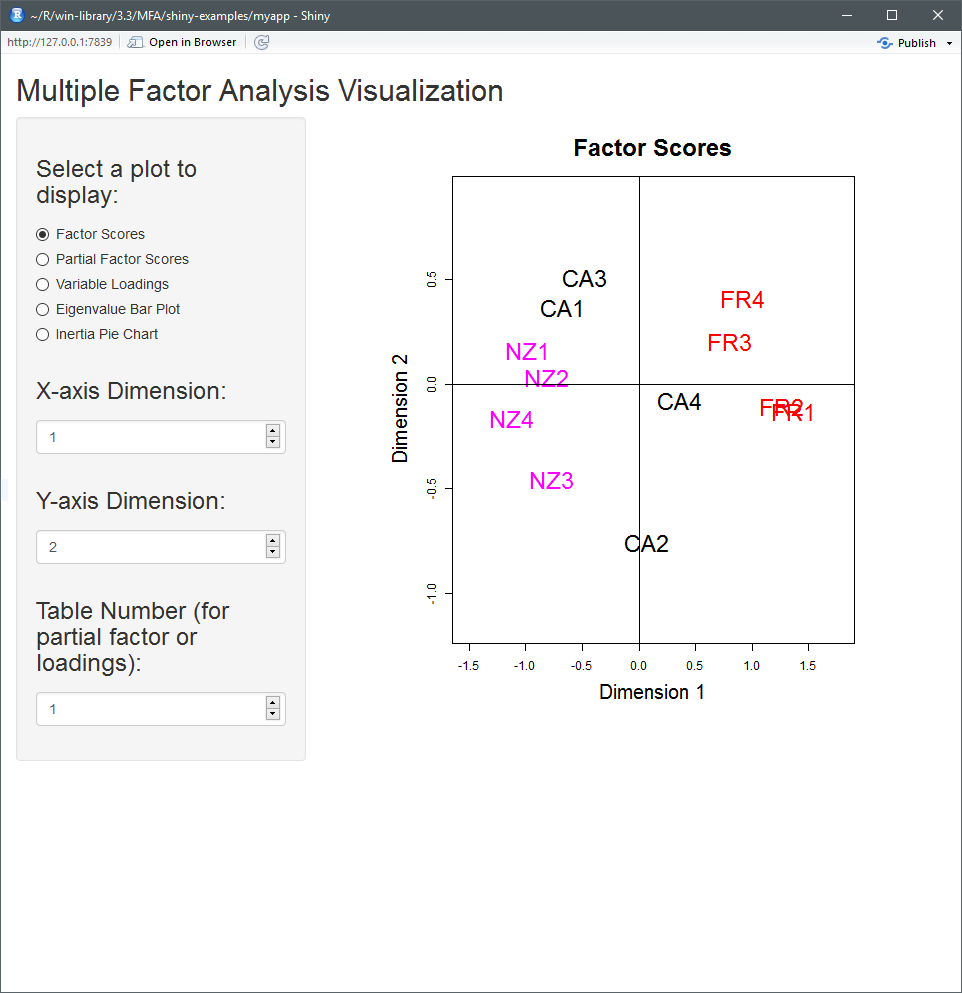 ~/R/win-library/3.3/MFA/shiny-examples/myapp - Shiny
http://127.0.0.1:7839 Open in Browser Publish
Multiple Factor Analysis Visualization
Select a plot to
display:
Factor Scores
Partial Factor Scores
Variable Loadings
Eigenvalue Bar Plot
Inertia Pie Chart
X-axis Dimension:
1
Y-axis Dimension:
2
Table Number (for
partial factor or
loadings):
1
Factor Scores
Dimension 2
0.5
0.0
-0.5
-1.0
CA3
CA1
FR4
FR3
NZ1
NZ2
CA4
FR2
FR1
NZ4
NZ3
CA2
-1.5 -1.0 -0.5 0.0 0.5 1.0 1.5
Dimension 1